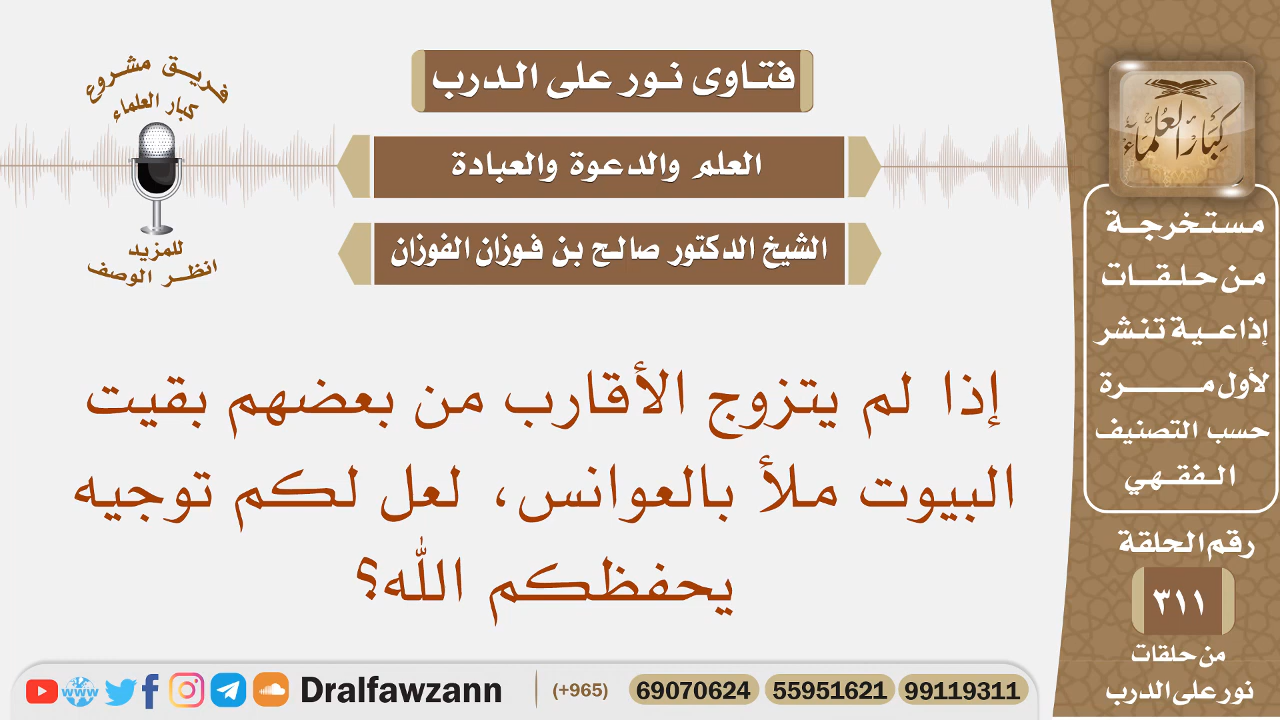 فتاوى نور على الدرب
العلم والدعوة والعبادة
الشيخ الدكتور صالح بن فوزان الفوزان
فريق مشروع
كبار العلماء
للمزيد
انظر الوصف
إذا لم يتزوج الأقارب من بعضهم بقيت
البيوت ملأ بالعوانس، لعل لكم توجيه
يحفظكم الله؟
كبار العلماء
مستخرجة
من حلقات
إذاعية تنشر
لأول مرة
حسب التصنيف
الفقهي
رقم الحلقة
٣١١
من حلقات
نور على الدرب
www
Dralfawzann
(+965)
69070624
55951621
99119311